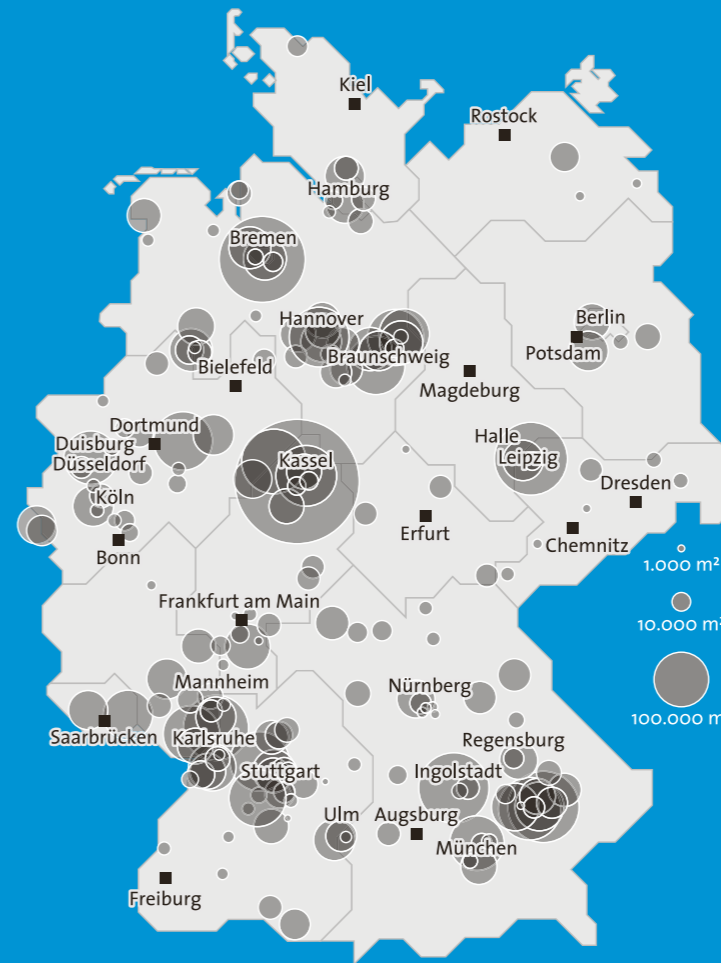 Kiel
Rostock
Hamburg
Bremen
Hannover
Berlin
Braunschweig
Potsdam
Bielefeld
Magdeburg
Dortmund
Duisburg
Halle
Düsseldorf
Leipzig
Kassel
Dresden
Köln
Erfurt
Chemnitz
Bonn
1.000 m²
Frankfurt am Main
10.000 m²
Mannheim
Nürnberg
100.000 m
Saarbrücken
Karlsruhe
Regensburg
Stuttgart
Ingolstadt
Ulm
Augsburg
München
Freiburg